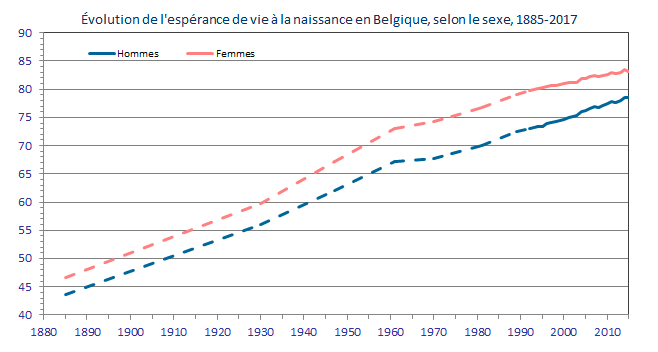 Évolution de l'espérance de vie à la naissance en Belgique, selon le sexe, 1885-2017
90
Hommes
Femmes
85
80
75
70
65
60
55
50
45
40
1880 1890 1900 1910 1920 1930 1940 1950 1960 1970 1980 1990 2000 2010